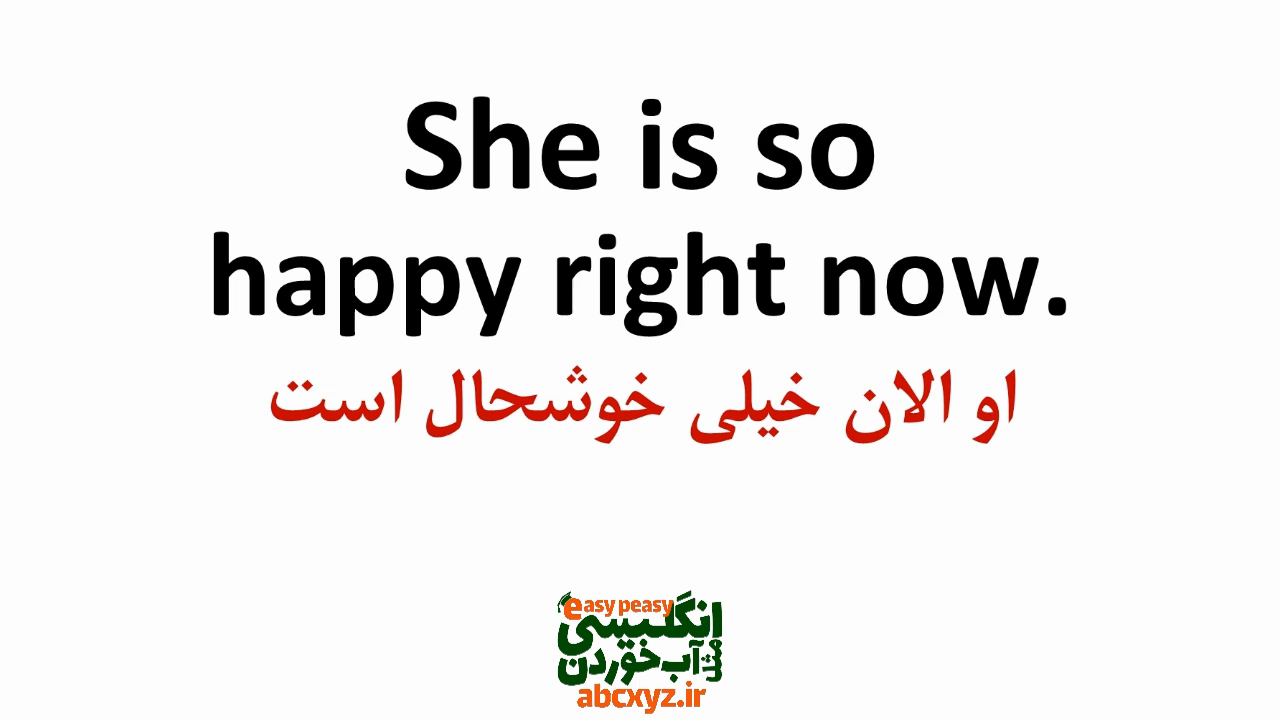 She is so
happy right now.
او الان خیلی خوشحال است
easy peasy
انگلیسی
مثل آب خوردن
abcxyz.ir